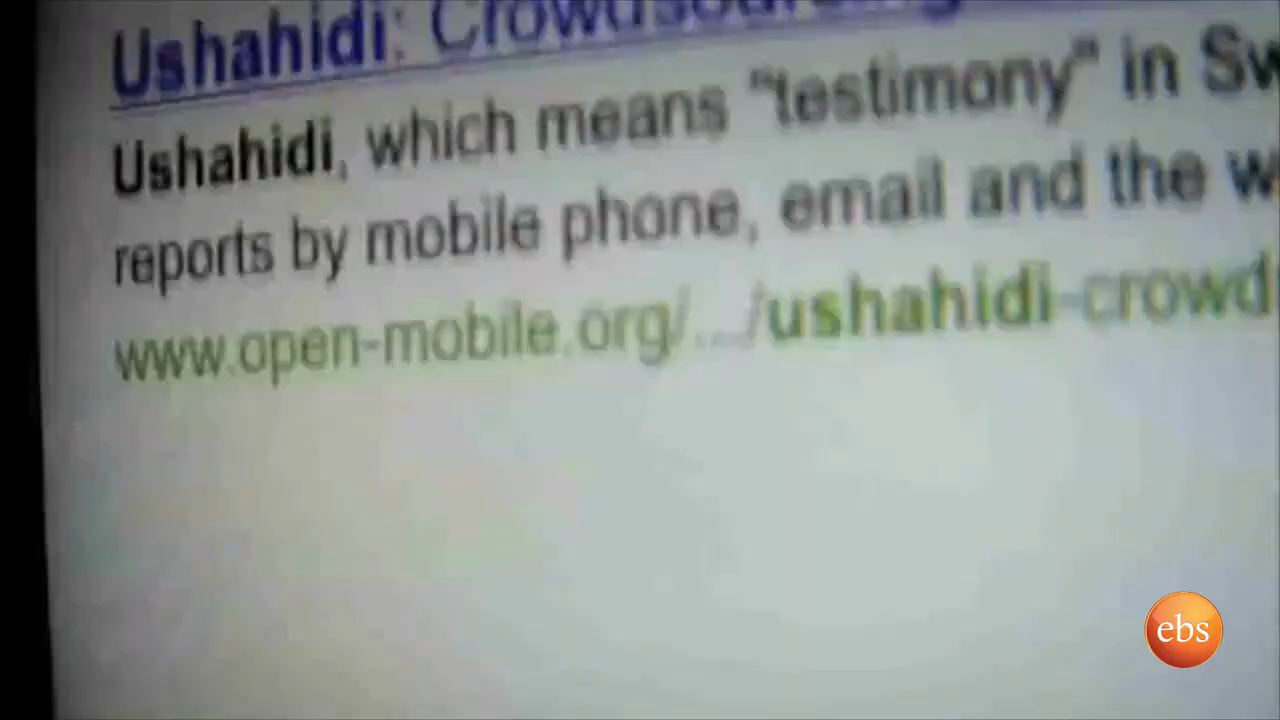 Ushahidi: Crowdsourcing
Ushahidi, which means "testimony" in Sw
reports by mobile phone, email and the w
www.open-mobile.org/.../ushahidi-crowd
ebs